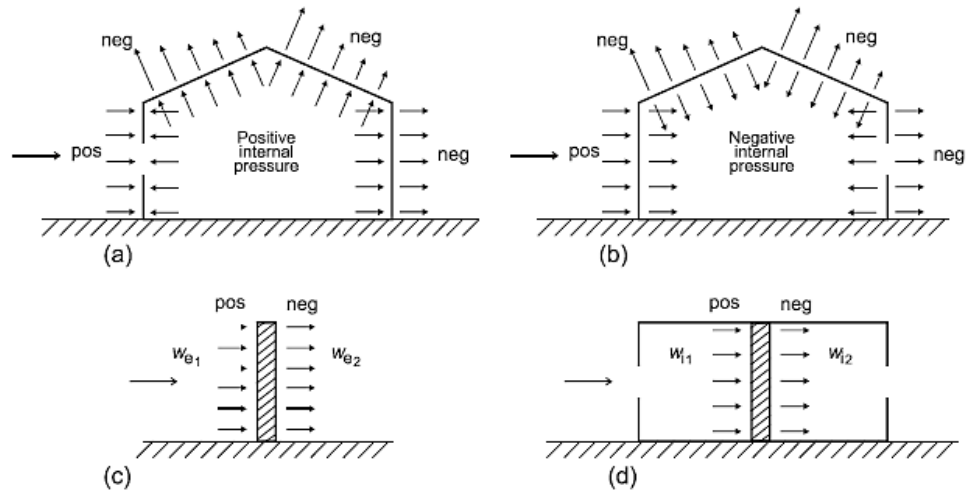 neg
neg
pos
Positive
internal
pressure
neg
(a)
neg
neg
pos
Negative
internal
pressure
neg
(b)
pos
neg
we1
we2
(c)
pos
neg
wi1
wi2
(d)